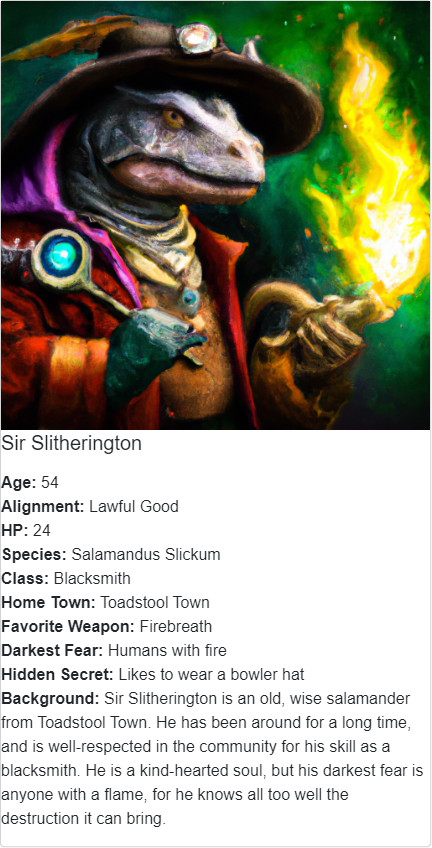 Sir Slitherington
Age: 54
Alignment: Lawful Good
HP: 24
Species: Salamandus Slickum
Class: Blacksmith
Home Town: Toadstool Town
Favorite Weapon: Firebreath
Darkest Fear: Humans with fire
Hidden Secret: Likes to wear a bowler hat
Background: Sir Slitherington is an old, wise salamander
from Toadstool Town. He has been around for a long time,
and is well-respected in the community for his skill as a
blacksmith. He is a kind-hearted soul, but his darkest fear is
anyone with a flame, for he knows all too well the
destruction it can bring.